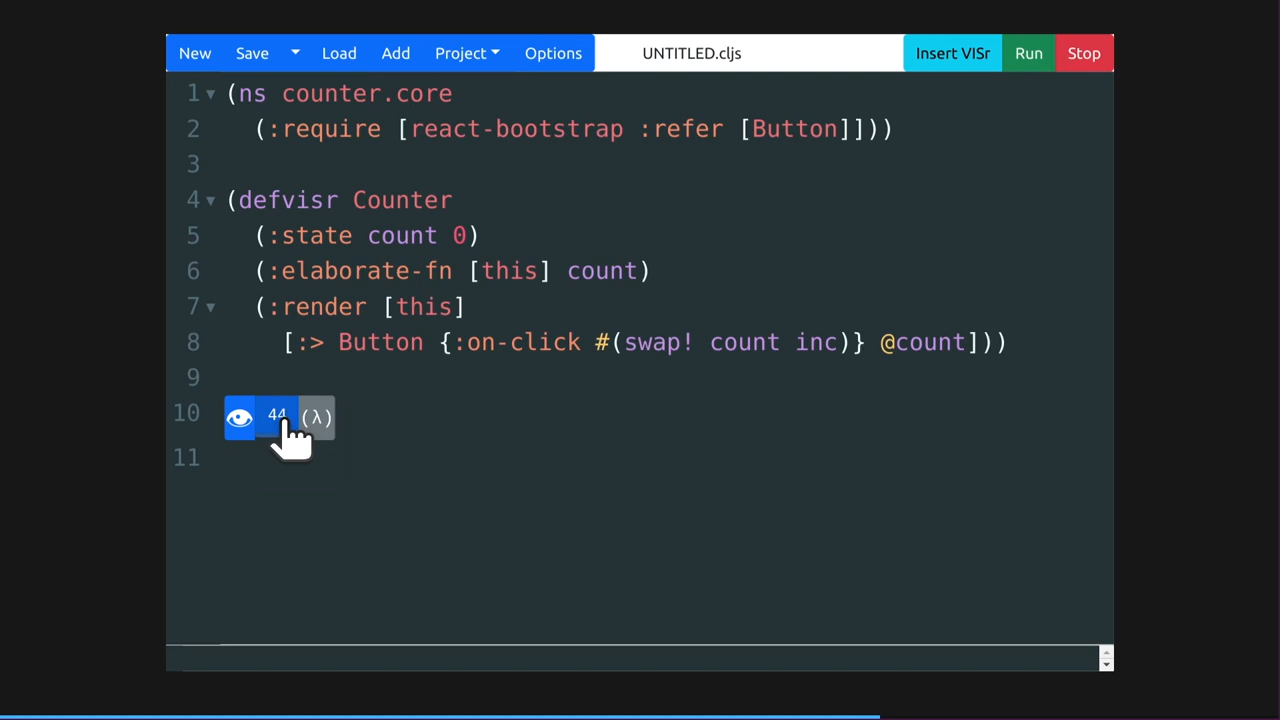 New Save Load Add Project Options UNTITLED.cljs Insert VISr Run Stop
1 (ns counter.core
2 (:require [react-bootstrap :refer [Button]]))
3
4 (defvisr Counter
5 (:state count 0)
6 (:elaborate-fn [this] count)
7 (:render [this]
8 [:> Button {:on-click #(swap! count inc)} @count]))
9
10 44 (λ)
11